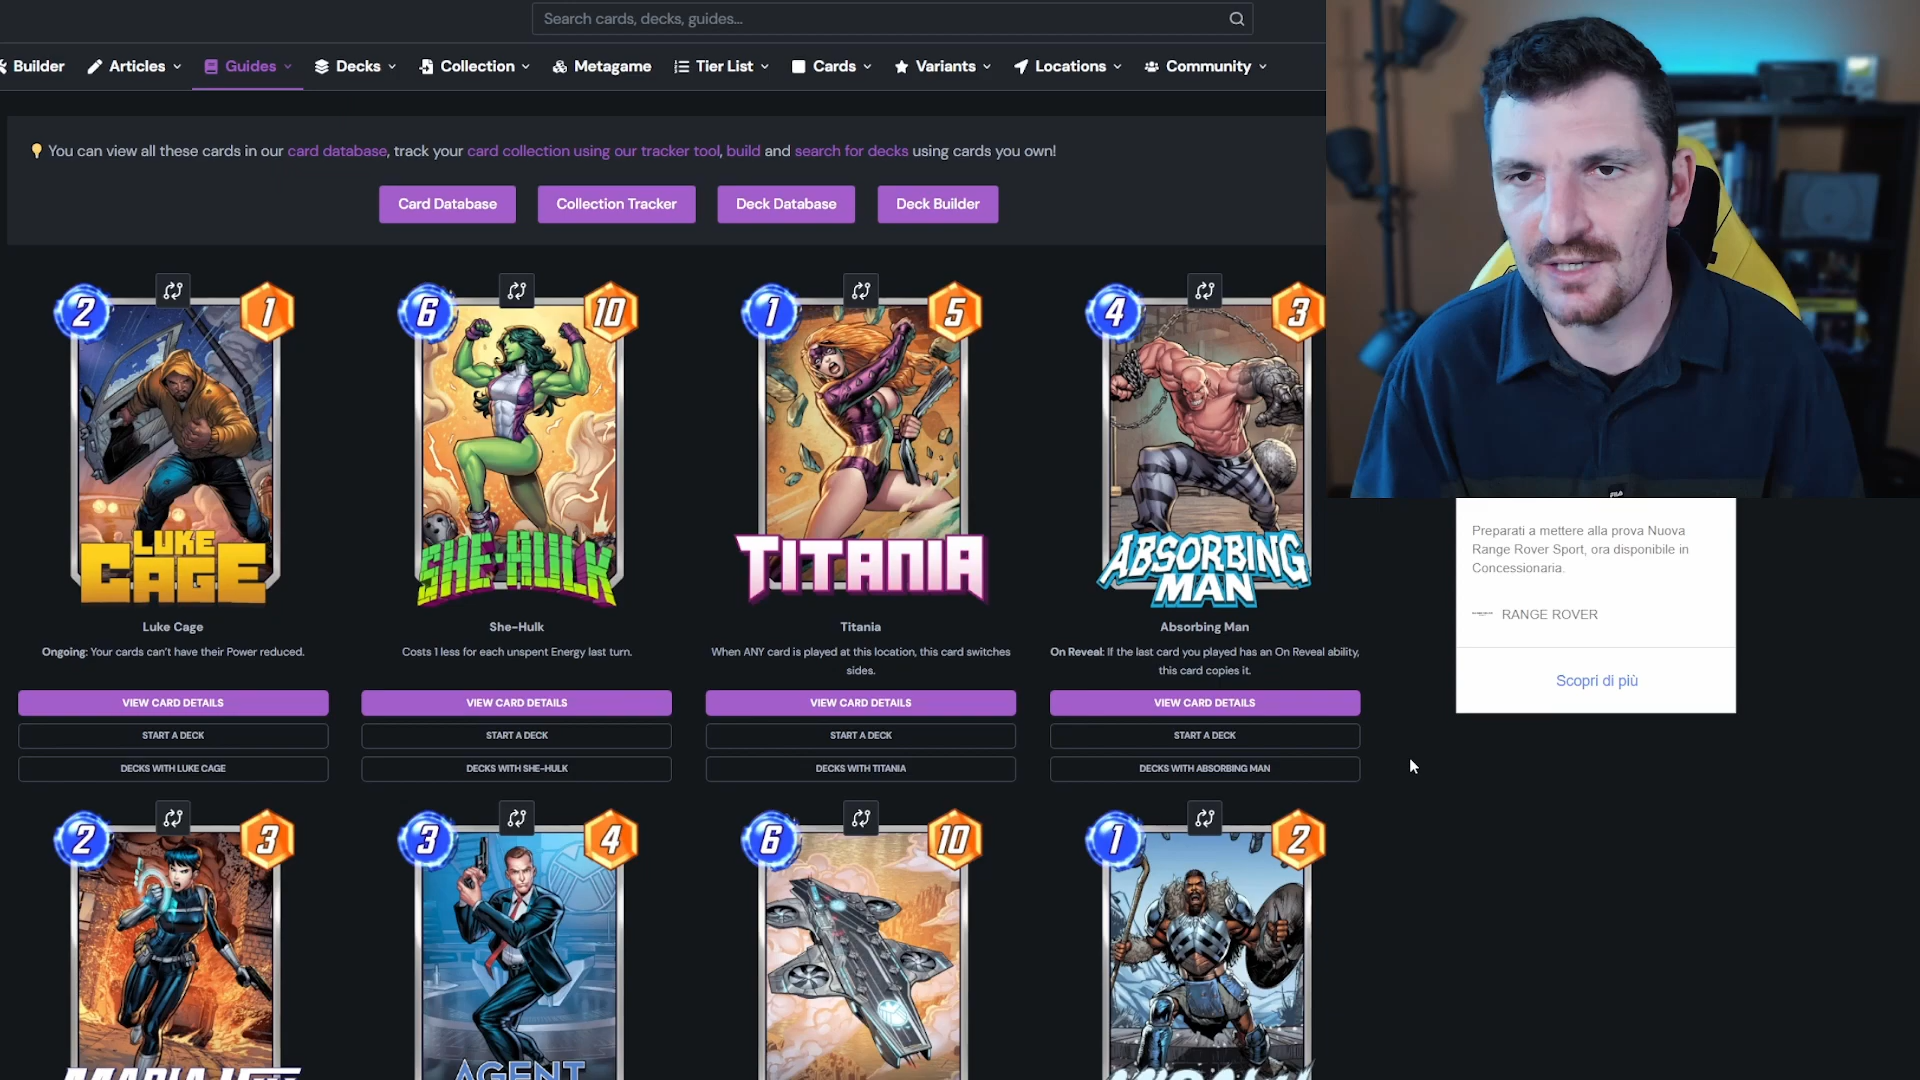 Search cards, decks, guides...
Builder Articles Guides Decks Collection Metagame Tier List Cards Variants Locations Community
You can view all these cards in our card database, track your card collection using our tracker tool, build and search for decks using cards you own!
Card Database Collection Tracker Deck Database Deck Builder
2 1 6 10 1 5 4 3
LUKE CAGE
SHE-HULK
TITANIA
ABSORBING MAN
Luke Cage She-Hulk Titania Absorbing Man
Ongoing: Your cards can't have their Power reduced.
Costs 1 less for each unspent Energy last turn.
When ANY card is played at this location, this card switches
sides.
On Reveal: If the last card you played has an On Reveal ability,
this card copies it.
VIEW CARD DETAILS VIEW CARD DETAILS VIEW CARD DETAILS VIEW CARD DETAILS
START A DECK START A DECK START A DECK START A DECK
DECKS WITH LUKE CAGE DECKS WITH SHE-HULK DECKS WITH TITANIA DECKS WITH ABSORBING MAN
2 3 3 4 6 10 1 2
AGENT
FILA
Preparati a mettere alla prova Nuova
Range Rover Sport, ora disponibile in
Concessionaria.
RANGE ROVER
Scopri di più